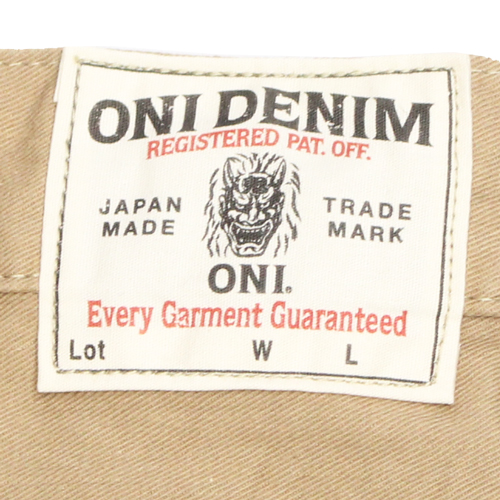 ONI DENIM
REGISTERED PAT. OFF.
JAPAN MADE
TRADE MARK
ONI®
Every Garment Guaranteed
Lot W L